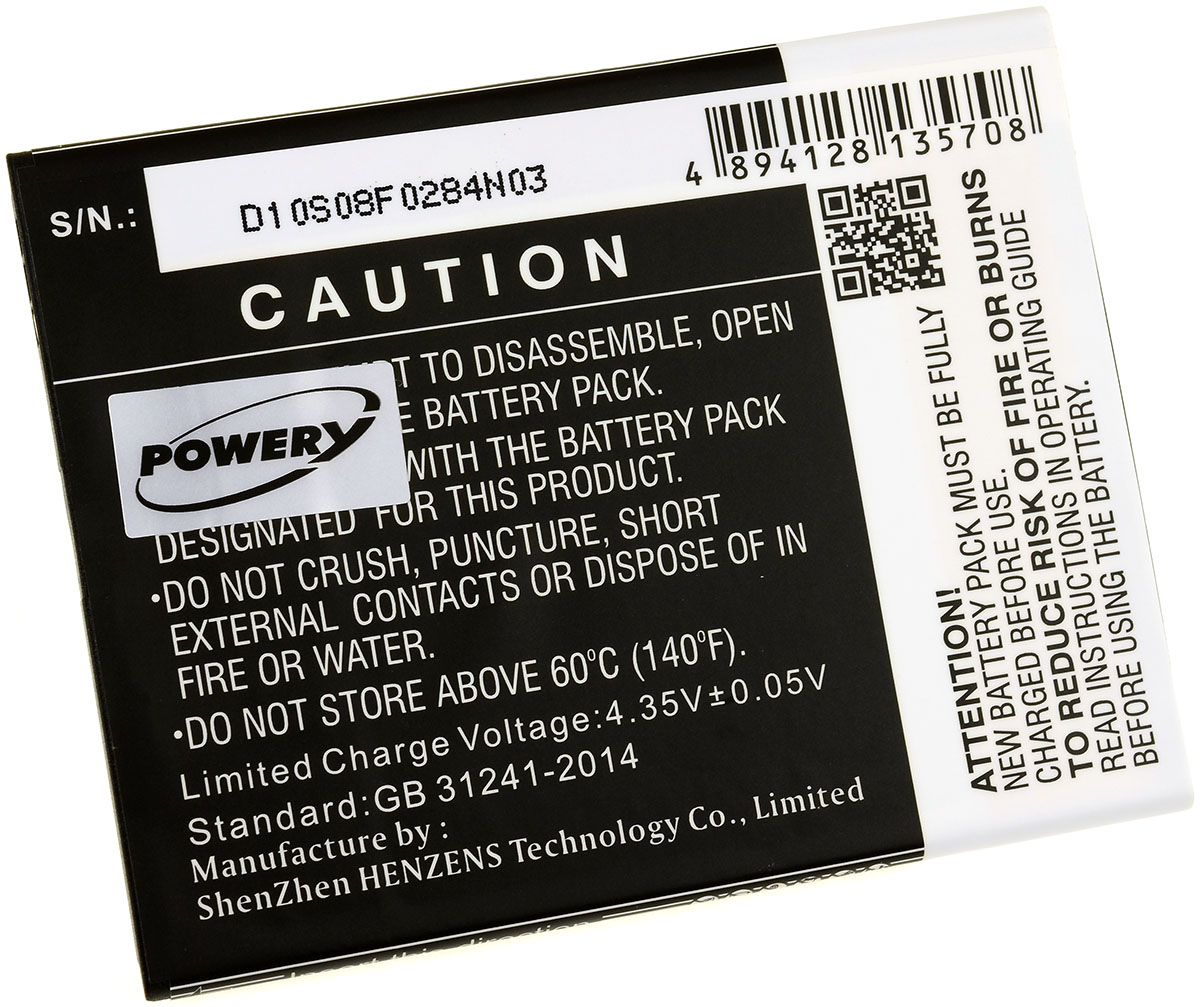 S/N.: D10S08F0284N03
4 894128 135708
CAUTION
TO DISASSEMBLE, OPEN
BATTERY PACK.
WITH THE BATTERY PACK
DESIGNATED FOR THIS PRODUCT.
•DO NOT CRUSH, PUNCTURE, SHORT
EXTERNAL CONTACTS OR DISPOSE OF IN
FIRE OR WATER.
•DO NOT STORE ABOVE 60°C (140°F).
Limited Charge Voltage:4.35V±0.05V
Standard:GB 31241-2014
Manufacture by :
ShenZhen HENZENS Technology Co., Limited
POWERY
ATTENTION!
NEW BATTERY PACK MUST BE FULLY
CHARGED BEFORE USE.
TO REDUCE RISK OF FIRE OR BURNS
READ INSTRUCTIONS IN OPERATING GUIDE
BEFORE USING THE BATTERY.
Insert this direction